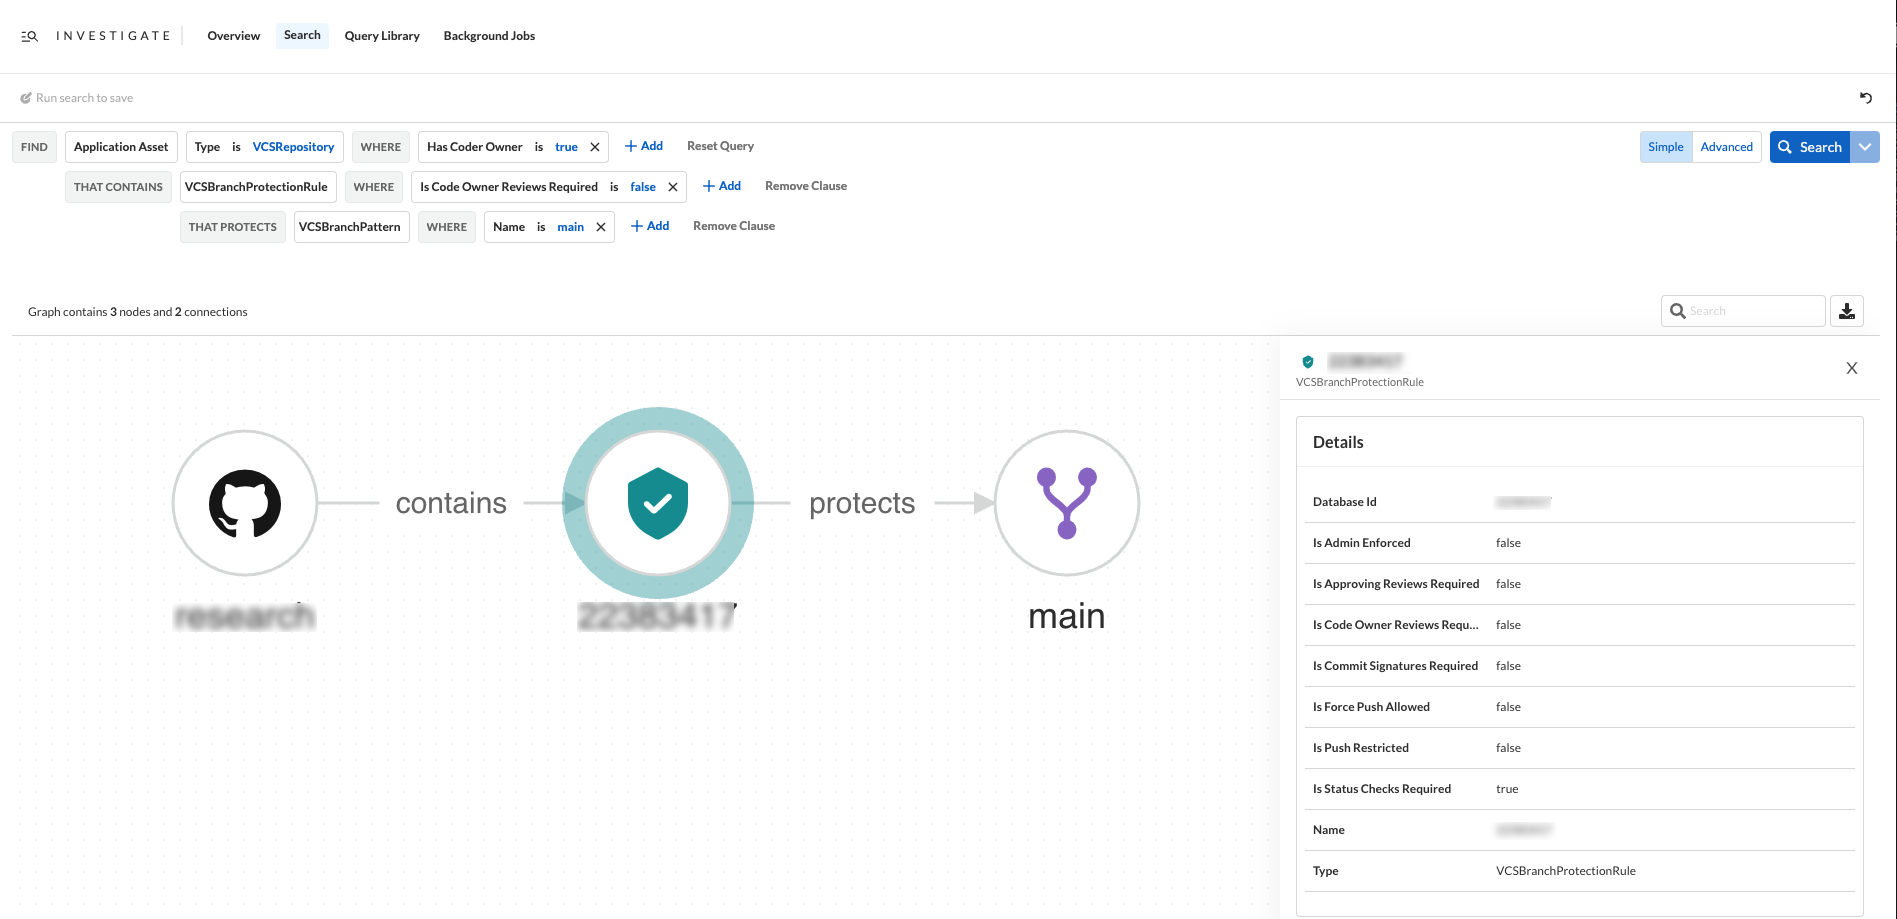 INVESTIGATE Overview Search Query Library Background Jobs
Run search to save
FIND Application Asset Type is VCSRepository WHERE Has Coder Owner is true + Add Reset Query Simple Advanced Search
THAT CONTAINS VCSBranchProtectionRule WHERE Is Code Owner Reviews Required is false + Add Remove Clause
THAT PROTECTS VCSBranchPattern WHERE Name is main + Add Remove Clause
Graph contains 3 nodes and 2 connections
Search
VCSBranchProtectionRule
X
Details
contains
protects
main
Database Id
Is Admin Enforced false
Is Approving Reviews Required false
Is Code Owner Reviews Requ... false
Is Commit Signatures Required false
Is Force Push Allowed false
Is Push Restricted false
Is Status Checks Required true
Name
Type VCSBranchProtectionRule